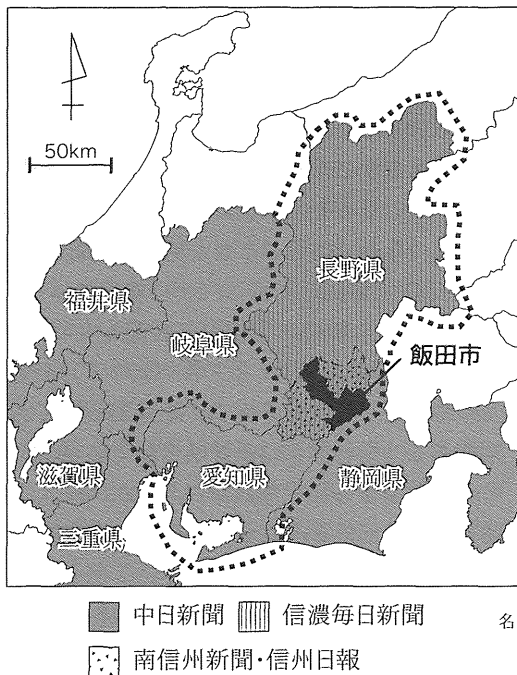 50km
長野県
福井県
岐阜県
飯田市
滋賀県
愛知県
静岡県
三重県
中日新聞
信濃毎日新聞
名
南信州新聞・信州日報